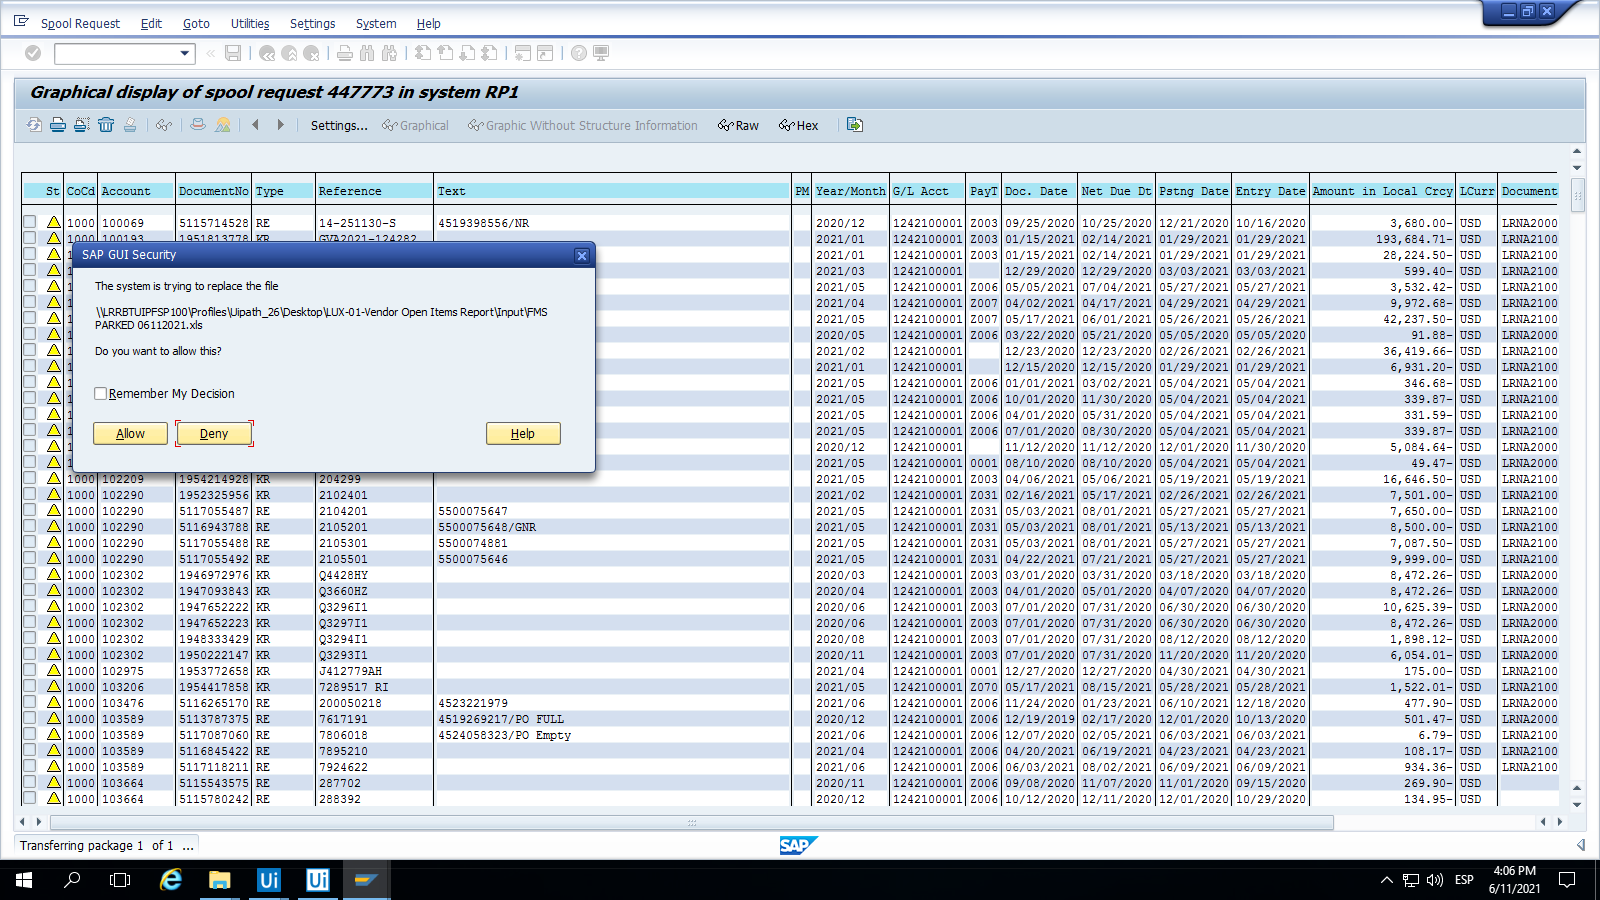 Spool Request Edit Goto Utilities Settings System Help
Graphical display of spool request 447773 in system RP1
Settings... Graphical Graphic Without Structure Information Raw Hex
St CoCd Account DocumentNo Type Reference Text PM Year/Month G/L Acct PayT Doc. Date Net Due Dt Pstng Date Entry Date Amount in Local Crcy LCurr Document
1000 100069 5115714528 RE 14-251130-S 4519398556/NR 2020/12 1242100001 Z003 09/25/2020 10/25/2020 12/21/2020 10/16/2020 3,680.00- USD LRNA2000
1000 100193 1951813778 KR GVA2021-124282 2021/01 1242100001 Z003 01/15/2021 02/14/2021 01/29/2021 01/29/2021 193,684.71- USD LRNA2100
2021/01 1242100001 Z003 01/15/2021 02/14/2021 01/29/2021 01/29/2021 28,224.50- USD LRNA2100
2021/03 1242100001 12/29/2020 12/29/2020 03/03/2021 03/03/2021 599.40- USD LRNA2100
2021/05 1242100001 Z006 05/05/2021 07/04/2021 05/27/2021 05/27/2021 3,532.42- USD LRNA2100
2021/04 1242100001 Z007 04/02/2021 04/17/2021 04/29/2021 04/29/2021 9,972.68- USD LRNA2100
2021/05 1242100001 Z007 05/17/2021 06/01/2021 05/27/2021 05/27/2021 42,237.50- USD LRNA2100
2020/05 1242100001 Z006 03/22/2020 05/21/2020 05/05/2020 05/05/2020 91.88- USD LRNA2000
2021/02 1242100001 12/23/2020 12/23/2020 02/26/2021 02/26/2021 36,419.66- USD LRNA2100
2021/01 1242100001 12/15/2020 12/15/2020 01/29/2021 01/29/2021 6,931.20- USD LRNA2100
2021/05 1242100001 Z006 01/01/2021 03/02/2021 05/04/2021 05/04/2021 346.68- USD LRNA2100
2021/05 1242100001 Z006 10/01/2020 11/30/2020 05/04/2021 05/04/2021 339.87- USD LRNA2100
2021/05 1242100001 Z006 04/01/2021 05/31/2021 05/04/2021 05/04/2021 331.59- USD LRNA2100
2021/05 1242100001 Z006 07/01/2021 08/30/2021 05/04/2021 05/04/2021 339.87- USD LRNA2100
2020/12 1242100001 11/12/2020 11/12/2020 12/01/2020 11/30/2020 5,084.64- USD LRNA2000
2021/05 1242100001 0001 08/10/2020 08/10/2020 05/04/2021 05/04/2021 49.47- USD LRNA2100
SAP GUI Security
The system is trying to replace the file
\\LRRBTUIPFSP100\Profiles\Uipath_26\Desktop\LUX-01-Vendor Open Items Report\Input\FMS
PARKED 06112021.xls
Do you want to allow this?
Remember My Decision
Allow Deny Help
1000 102209 1954214928 KR 204299 2021/05 1242100001 Z006 04/06/2021 05/06/2021 05/19/2021 05/19/2021 16,646.50- USD LRNA2100
1000 102290 1952325956 KR 2102401 2021/02 1242100001 Z031 02/16/2021 05/17/2021 02/26/2021 02/26/2021 7,501.00- USD LRNA2100
1000 102290 5117055487 RE 2104201 5500075647 2021/05 1242100001 Z031 05/03/2021 08/01/2021 05/27/2021 05/27/2021 7,650.00- USD LRNA2100
1000 102290 5116943788 RE 2105201 5500075648/GNR 2021/05 1242100001 Z031 05/03/2021 08/01/2021 05/13/2021 05/13/2021 8,500.00- USD LRNA2100
1000 102290 5117055488 RE 2105301 5500074881 2021/05 1242100001 Z031 05/03/2021 08/01/2021 05/27/2021 05/27/2021 7,087.50- USD LRNA2100
1000 102290 5117055492 RE 2105501 5500075646 2021/05 1242100001 Z031 04/22/2021 07/21/2021 05/27/2021 05/27/2021 9,999.00- USD LRNA2100
1000 102302 1946972976 KR Q4428HY 2020/03 1242100001 Z003 03/01/2020 03/31/2020 03/18/2020 03/18/2020 8,472.26- USD LRNA2000
1000 102302 1947093843 KR Q3660HZ 2020/04 1242100001 Z003 04/01/2020 05/01/2020 04/07/2020 04/07/2020 8,472.26- USD LRNA2000
1000 102302 1947652222 KR Q3296I1 2020/06 1242100001 Z003 07/01/2020 07/31/2020 06/30/2020 06/30/2020 10,625.39- USD LRNA2000
1000 102302 1947652223 KR Q3297I1 2020/06 1242100001 Z003 07/01/2020 07/31/2020 06/30/2020 06/30/2020 8,472.26- USD LRNA2000
1000 102302 1948333429 KR Q3294I1 2020/08 1242100001 Z003 07/01/2020 07/31/2020 08/12/2020 08/12/2020 1,898.12- USD LRNA2000
1000 102302 1950222147 KR Q3293I1 2020/11 1242100001 Z003 07/01/2020 07/31/2020 11/20/2020 11/20/2020 6,054.01- USD LRNA2000
1000 102975 1953772658 KR J412779AH 2021/04 1242100001 0001 12/27/2020 12/27/2020 04/30/2021 04/30/2021 175.00- USD LRNA2100
1000 103206 1954417858 KR 7289517 RI 2021/05 1242100001 Z070 05/17/2021 08/15/2021 05/28/2021 05/28/2021 1,522.01- USD LRNA2100
1000 103476 5116265170 RE 200050218 4523221979 2021/06 1242100001 Z006 11/24/2020 01/23/2021 06/10/2021 12/18/2020 477.90- USD LRNA2000
1000 103589 5113787375 RE 7617191 4519269217/PO FULL 2020/12 1242100001 Z006 12/19/2019 02/17/2020 12/01/2020 10/13/2020 501.47- USD LRNA2000
1000 103589 5117087060 RE 7806018 4524058323/PO Empty 2021/06 1242100001 Z006 12/07/2020 02/05/2021 06/01/2021 06/01/2021 6.79- USD LRNA2100
1000 103589 5116845422 RE 7895210 2021/04 1242100001 Z006 04/20/2021 06/19/2021 04/23/2021 04/23/2021 108.17- USD LRNA2100
1000 103589 5117118211 RE 7924622 2021/06 1242100001 Z006 06/03/2021 08/02/2021 06/09/2021 06/09/2021 934.36- USD LRNA2100
1000 103664 5115543575 RE 287702 2020/11 1242100001 Z006 09/08/2020 11/07/2020 11/01/2020 09/15/2020 269.90- USD
1000 103664 5115780242 RE 288392 2020/12 1242100001 Z006 10/12/2020 12/11/2020 12/01/2020 10/29/2020 134.95- USD
Transferring package 1 of 1 ...
SAP
Ui Ui ESP 4:06 PM
6/11/2021